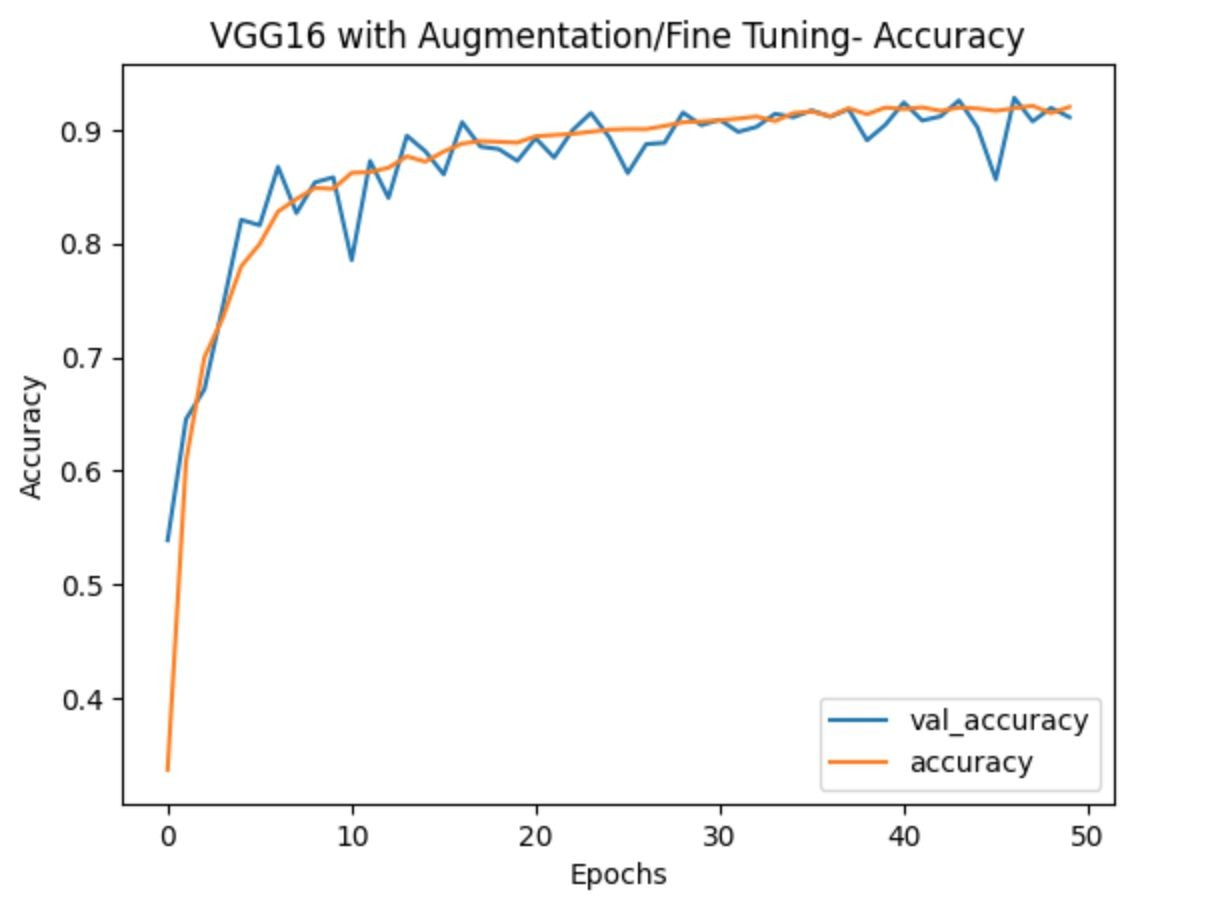 VGG16 with Augmentation/Fine Tuning- Accuracy
0.9
0.8
0.7
0.6
0.5
0.4
Accuracy
val_accuracy
accuracy
0 10 20 30 40 50
Epochs